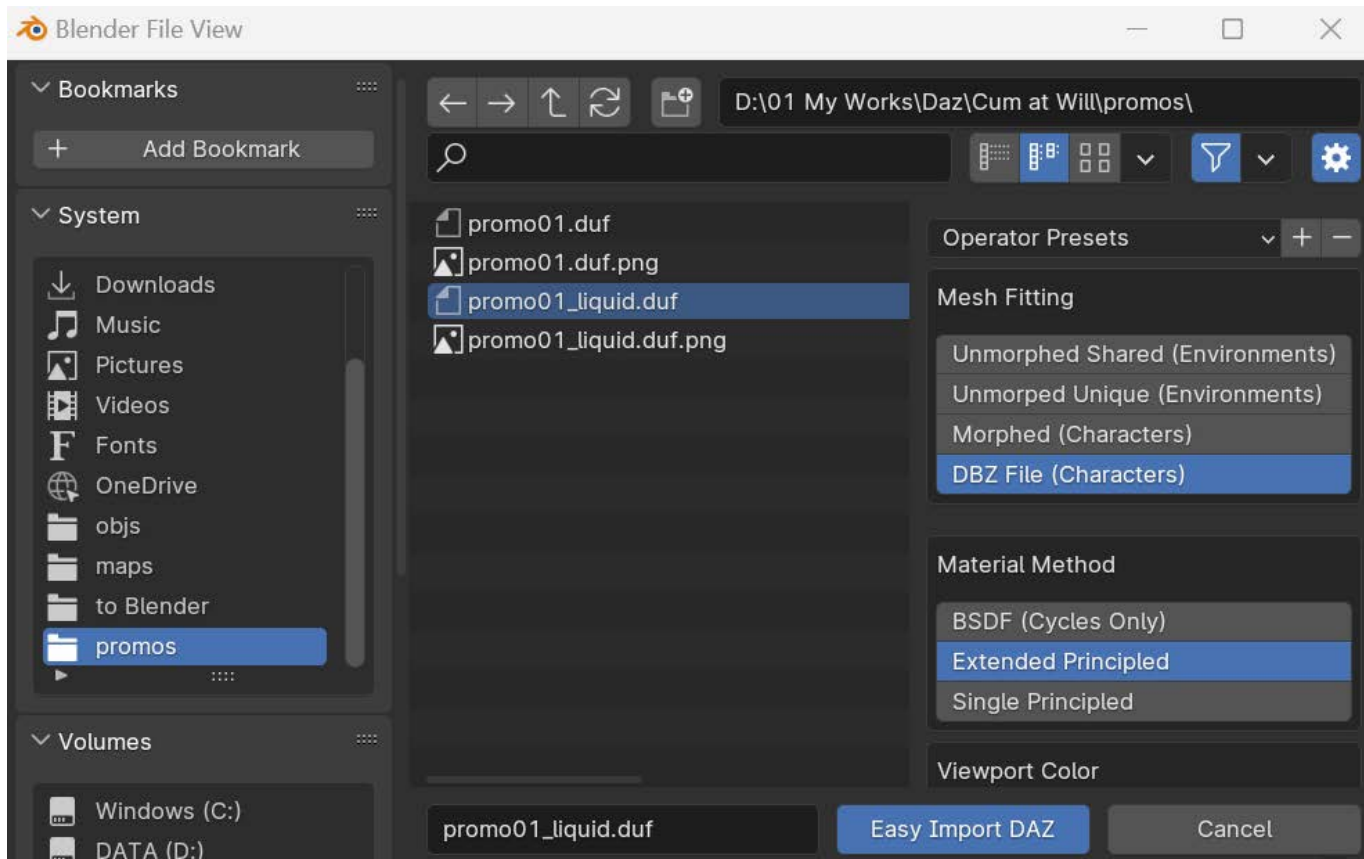 Blender File View
Bookmarks
Add Bookmark
System
Downloads
Music
Pictures
Videos
Fonts
OneDrive
objs
maps
to Blender
promos
Volumes
Windows (C:)
DATA (D:)
D:\01 My Works\Daz\Cum at Will\promos\
promo01.duf
promo01.duf.png
promo01_liquid.duf
promo01_liquid.duf.png
Operator Presets
Mesh Fitting
Unmorphed Shared (Environments)
Unmorped Unique (Environments)
Morphed (Characters)
DBZ File (Characters)
Material Method
BSDF (Cycles Only)
Extended Principled
Single Principled
Viewport Color
promo01_liquid.duf
Easy Import DAZ
Cancel